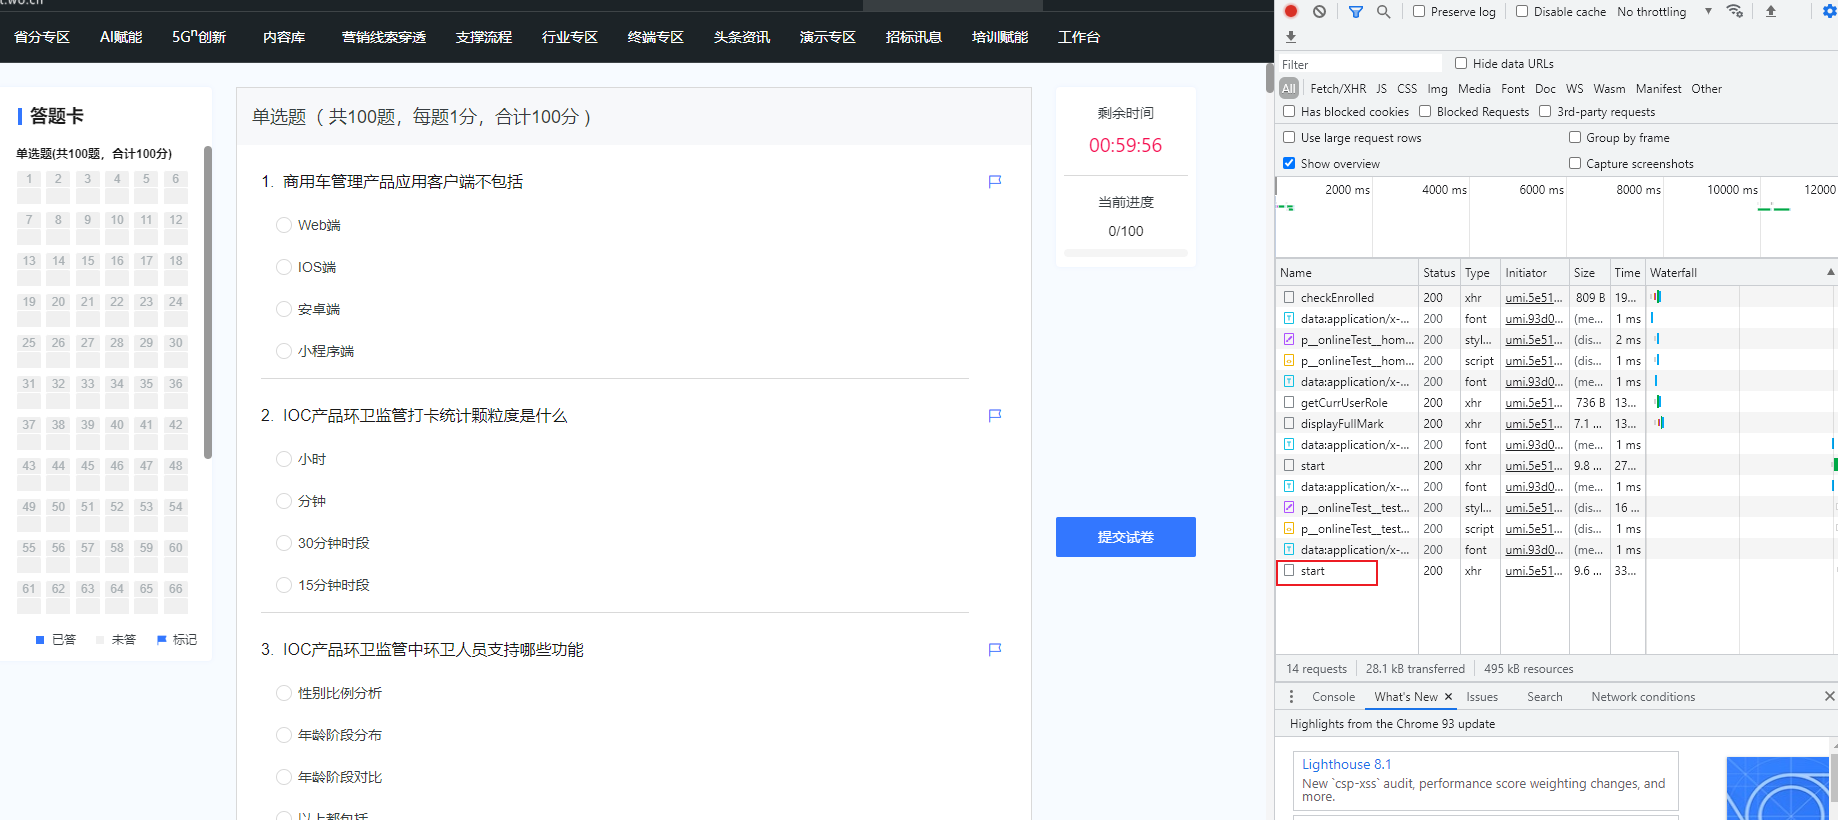 t.wo.cn
省分专区 AI赋能 5Gⁿ创新 内容库 营销线索穿透 支撑流程 行业专区 终端专区 头条资讯 演示专区 招标讯息 培训赋能 工作台
答题卡
单选题(共100题，合计100分)
1 2 3 4 5 6
7 8 9 10 11 12
13 14 15 16 17 18
19 20 21 22 23 24
25 26 27 28 29 30
31 32 33 34 35 36
37 38 39 40 41 42
43 44 45 46 47 48
49 50 51 52 53 54
55 56 57 58 59 60
61 62 63 64 65 66
已答 未答 标记
单选题（ 共100题，每题1分，合计100分 ）
1. 商用车管理产品应用客户端不包括
Web端
IOS端
安卓端
小程序端
2. IOC产品环卫监管打卡统计颗粒度是什么
小时
分钟
30分钟时段
15分钟时段
3. IOC产品环卫监管中环卫人员支持哪些功能
性别比例分析
年龄阶段分布
年龄阶段对比
以上都包括
剩余时间
00:59:56
当前进度
0/100
提交试卷
Preserve log Disable cache No throttling
Filter Hide data URLs
All Fetch/XHR JS CSS Img Media Font Doc WS Wasm Manifest Other
Has blocked cookies Blocked Requests 3rd-party requests
Use large request rows Group by frame
Show overview Capture screenshots
2000 ms 4000 ms 6000 ms 8000 ms 10000 ms 12000
Name Status Type Initiator Size Time Waterfall
checkEnrolled 200 xhr umi.5e51... 809 B 19...
data:application/x-... 200 font umi.93d0... (me... 1 ms
p__onlineTest__hom... 200 styl... umi.5e51... (dis... 2 ms
p__onlineTest__hom... 200 script umi.5e51... (dis... 1 ms
data:application/x-... 200 font umi.93d0... (me... 1 ms
getCurrUserRole 200 xhr umi.5e51... 736 B 13...
displayFullMark 200 xhr umi.5e51... 7.1 ... 13...
data:application/x-... 200 font umi.93d0... (me... 1 ms
start 200 xhr umi.5e51... 9.8 ... 27...
data:application/x-... 200 font umi.93d0... (me... 1 ms
p__onlineTest__test... 200 styl... umi.5e51... (dis... 16 ...
p__onlineTest__test... 200 script umi.5e51... (dis... 1 ms
data:application/x-... 200 font umi.93d0... (me... 1 ms
start 200 xhr umi.5e51... 9.6 ... 33...
14 requests 28.1 kB transferred 495 kB resources
Console What's New Issues Search Network conditions
Highlights from the Chrome 93 update
Lighthouse 8.1
New `csp-xss` audit, performance score weighting changes, and
more.